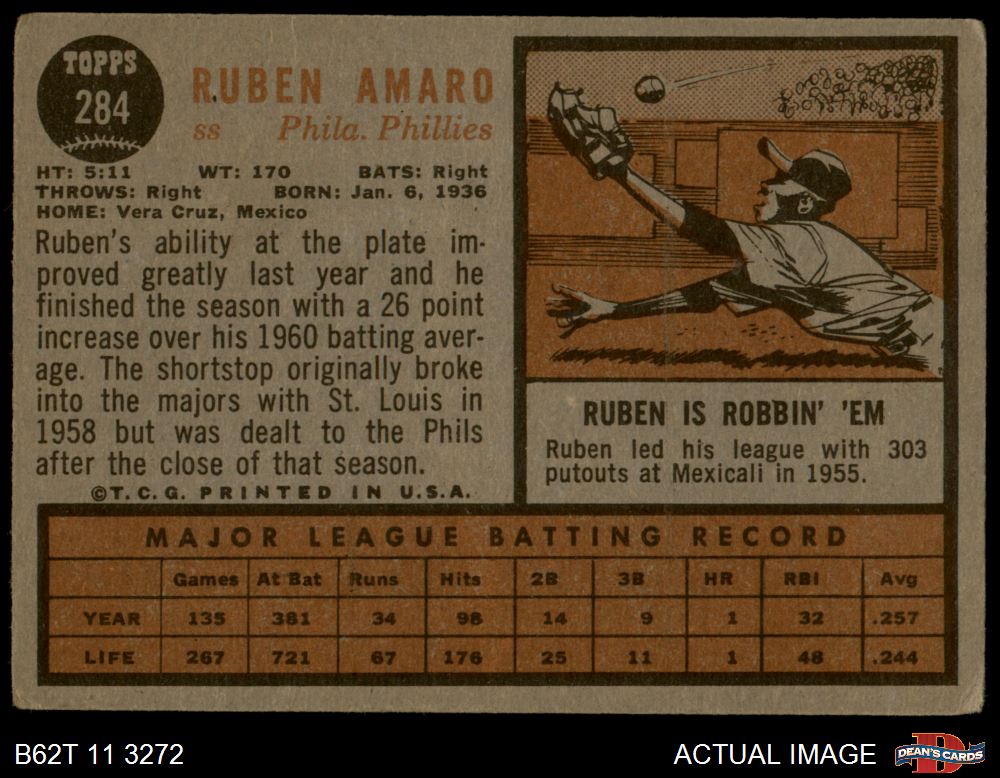 TOPPS
284
RUBEN AMARO
ss Phila. Phillies
HT: 5:11 WT: 170 BATS: Right
THROWS: Right BORN: Jan. 6, 1936
HOME: Vera Cruz, Mexico
Ruben's ability at the plate im-
proved greatly last year and he
finished the season with a 26 point
increase over his 1960 batting aver-
age. The shortstop originally broke
into the majors with St. Louis in
1958 but was dealt to the Phils
after the close of that season.
©T.C.G. PRINTED IN U.S.A.
RUBEN IS ROBBIN' 'EM
Ruben led his league with 303
putouts at Mexicali in 1955.
MAJOR LEAGUE BATTING RECORD
Games At Bat Runs Hits 2B 3B HR RBI Avg
YEAR 135 381 34 98 14 9 1 32 .257
LIFE 267 721 67 176 25 11 1 48 .244
B62T 11 3272
ACTUAL IMAGE
DEAN'S CARDS